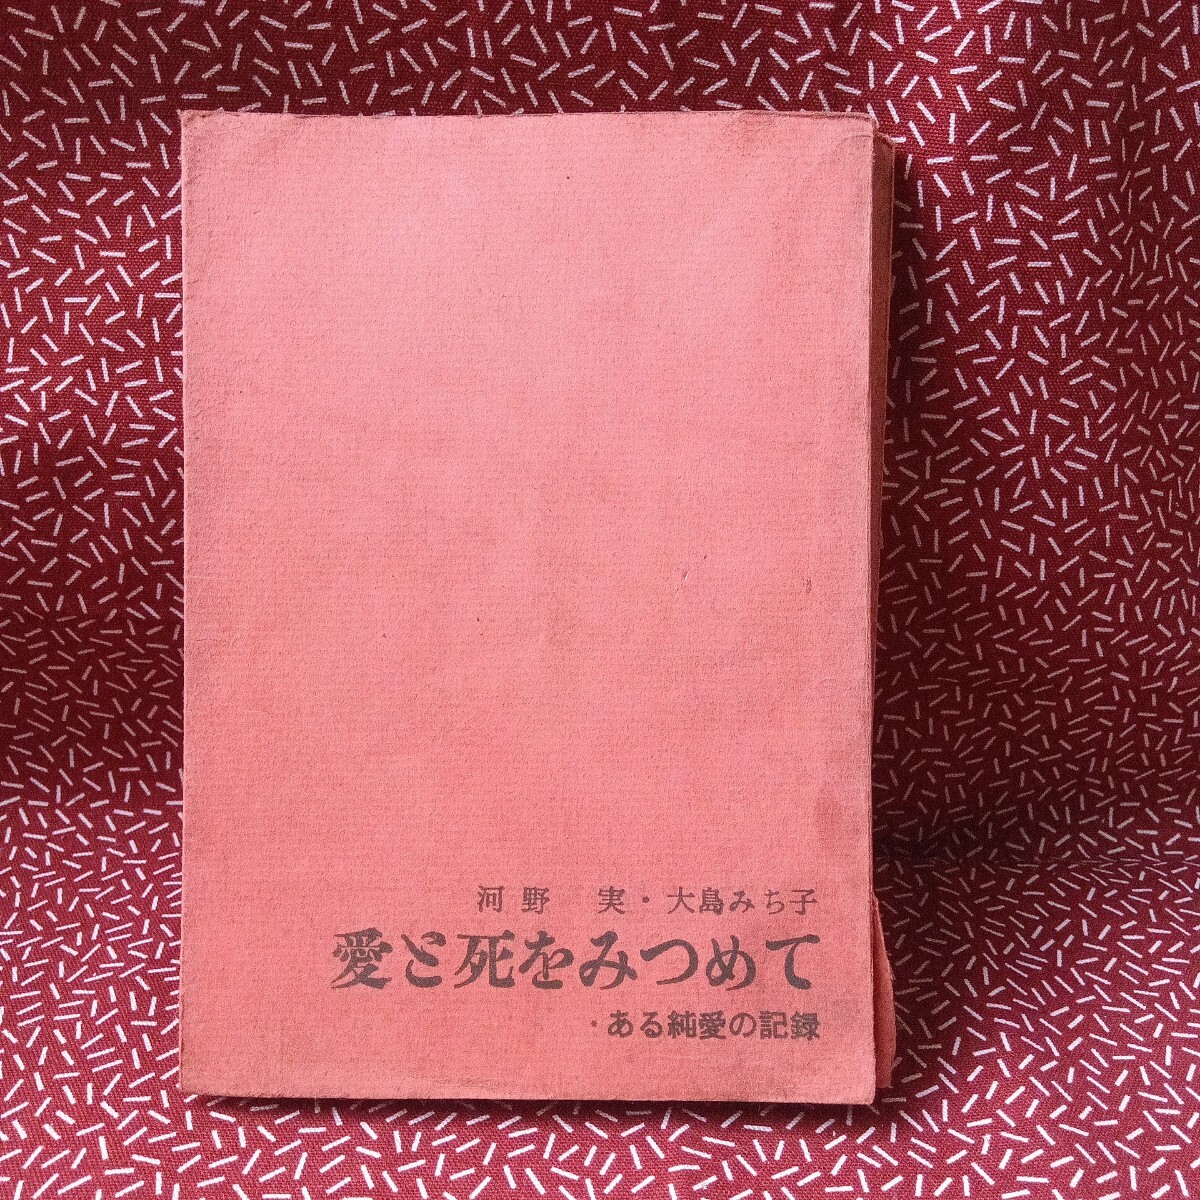 河野 実・大島みち子
愛と死をみつめて
ある純愛の記録